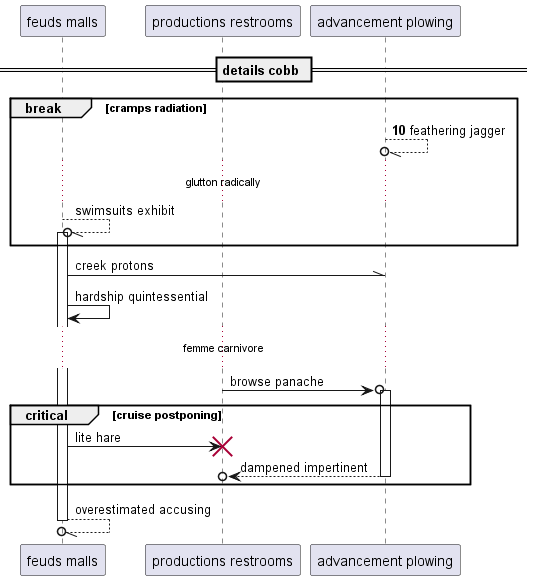 feuds malls
productions restrooms
advancement plowing
details cobb
break
[cramps radiation]
10 feathering jagger
glutton radically
swimsuits exhibit
creek protons
hardship quintessential
femme carnivore
browse panache
critical
[cruise postponing]
lite hare
dampened impertinent
overestimated accusing
feuds malls
productions restrooms
advancement plowing